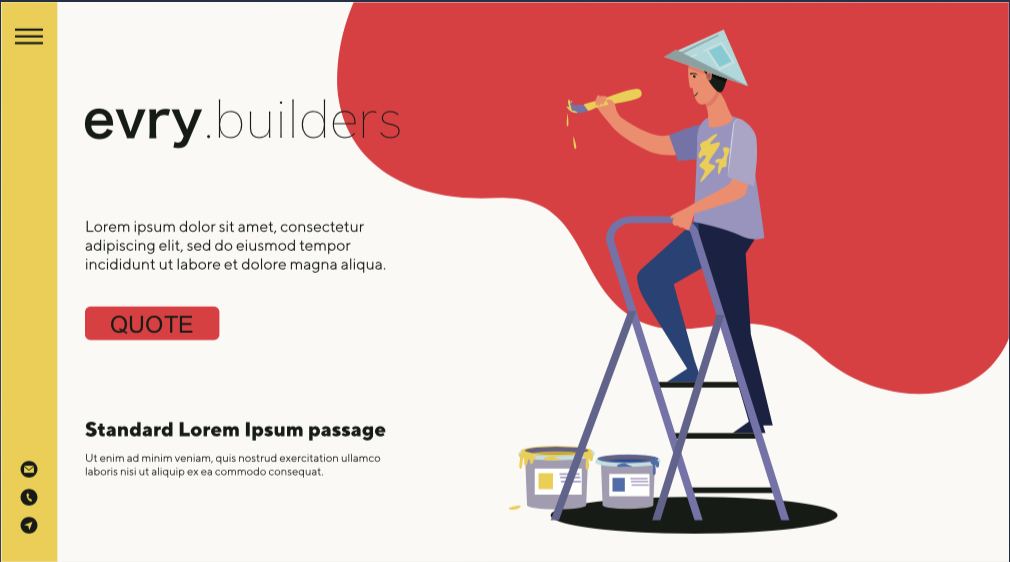 evry.builders
Lorem ipsum dolor sit amet, consectetur
adipiscing elit, sed do eiusmod tempor
incididunt ut labore et dolore magna aliqua.
QUOTE
Standard Lorem Ipsum passage
Ut enim ad minim veniam, quis nostrud exercitation ullamco
laboris nisi ut aliquip ex ea commodo consequat.